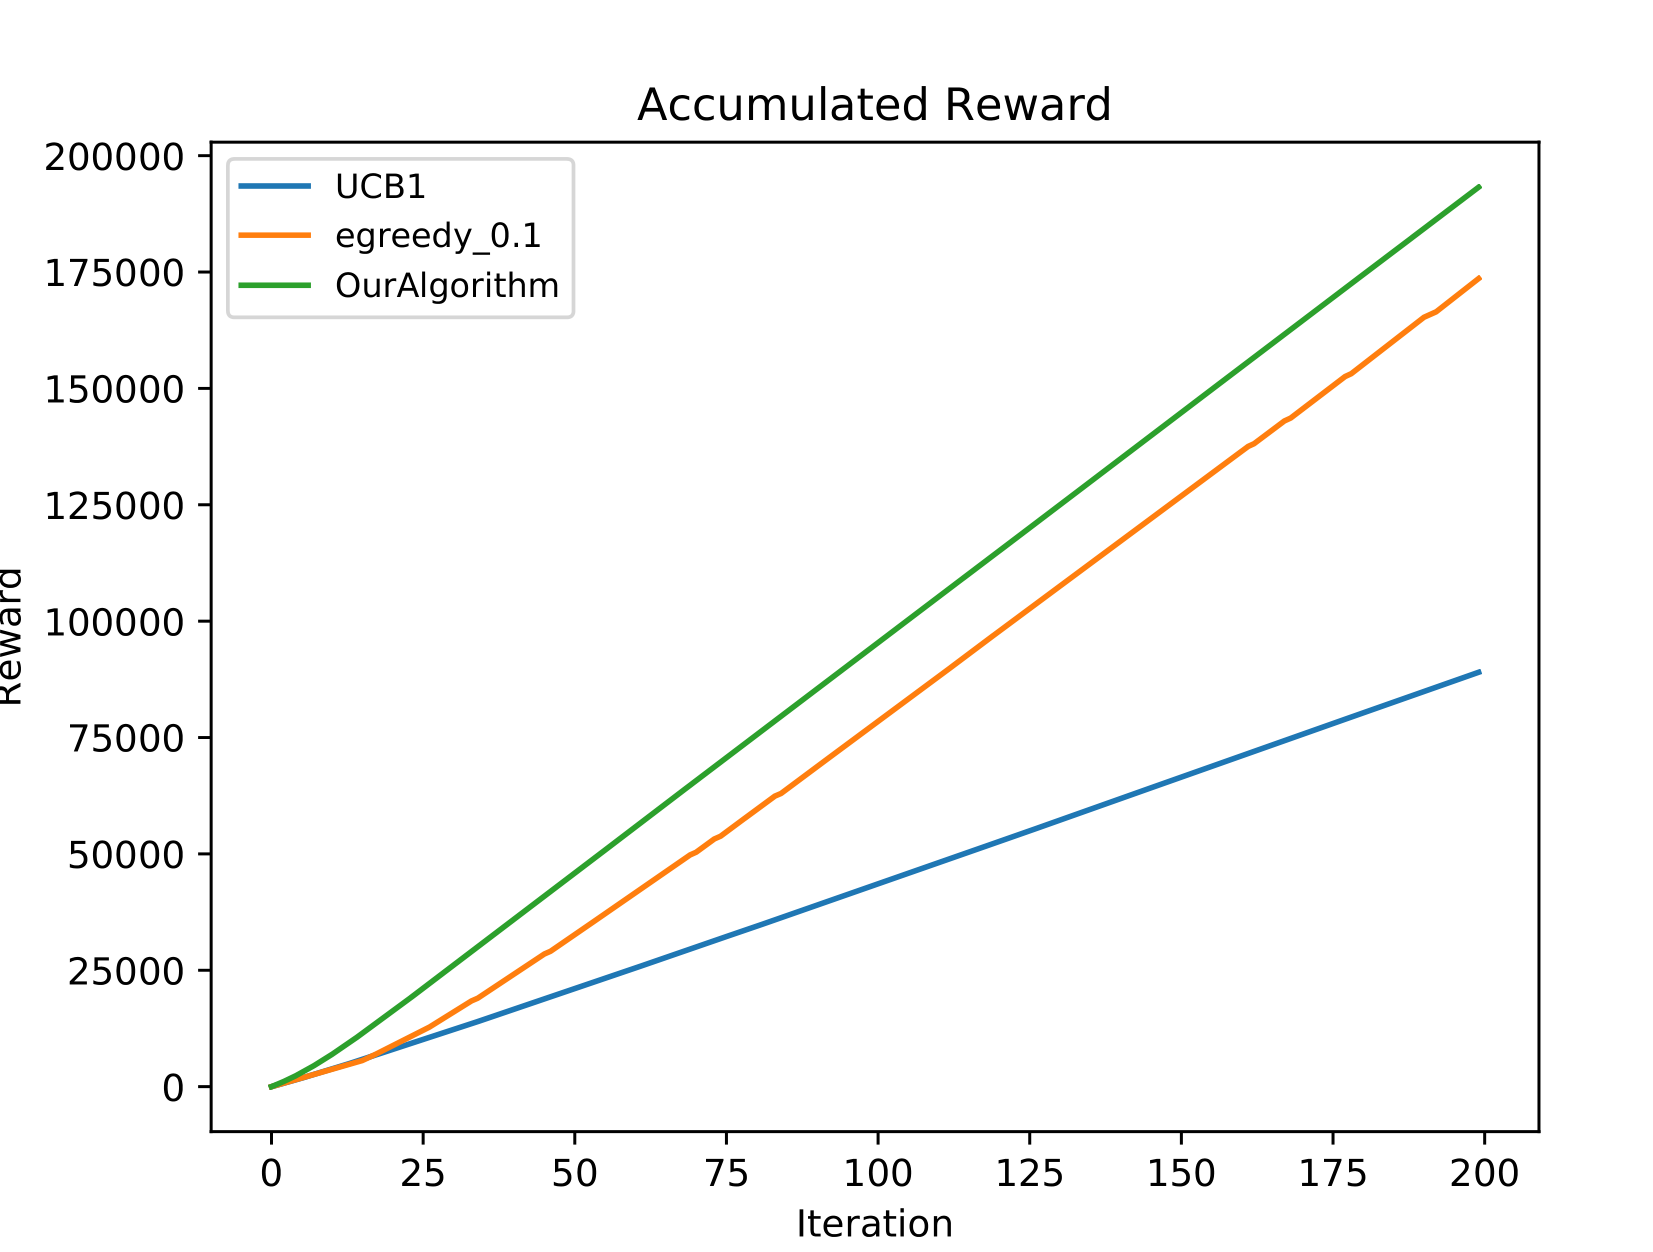 Accumulated Reward
200000
175000
150000
125000
100000
75000
50000
25000
0
Reward
UCB1
egreedy_0.1
OurAlgorithm
0 25 50 75 100 125 150 175 200
Iteration